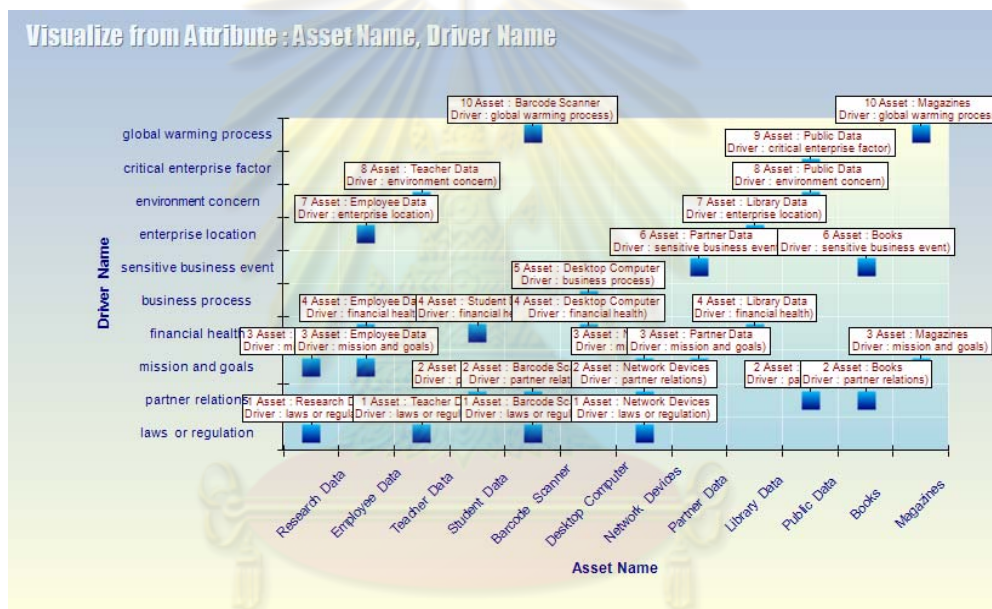 Visualize from Attribute : Asset Name, Driver Name
10 Asset : Barcode Scanner
Driver : global warming process)
10 Asset : Magazines
Driver : global warming proces
global warming process
9 Asset : Public Data
Driver : critical enterprise factor)
critical enterprise factor
8 Asset : Teacher Data
Driver : environment concern)
8 Asset : Public Data
Driver : environment concern)
environment concern
7 Asset : Employee Data
Driver : enterprise location)
7 Asset : Library Data
Driver : enterprise location)
enterprise location
6 Asset : Partner Data
Driver : sensitive business event
6 Asset : Books
Driver : sensitive business event)
sensitive business event
5 Asset : Desktop Computer
Driver : business process)
business process
4 Asset : Employee Da
Driver : financial healt
4 Asset : Student
Driver : financial he
4 Asset : Desktop Computer
Driver : financial health)
4 Asset : Library Data
Driver : financial health)
financial health
3 Asset :
Driver : m
3 Asset : Employee Data
Driver : mission and goals)
3 Asset :
Driver : m
3 Asset : Partner Data
Driver : mission and goals)
3 Asset : Magazines
Driver : mission and goals)
mission and goals
2 Asset
Driver : p
2 Asset : Barcode Sc
Driver : partner rela
2 Asset : Network Devices
Driver : partner relations)
2 Asset :
Driver : pa
2 Asset : Books
Driver : partner relations)
partner relations
1 Asset : Research D
Driver : laws or regula
1 Asset : Teacher D
Driver : laws or regul
1 Asset : Barcode Sc
Driver : laws or regu
1 Asset : Network Devices
Driver : laws or regulation)
laws or regulation
Driver Name
Research Data
Employee Data
Teacher Data
Student Data
Barcode Scanner
Desktop Computer
Network Devices
Partner Data
Library Data
Public Data
Books
Magazines
Asset Name